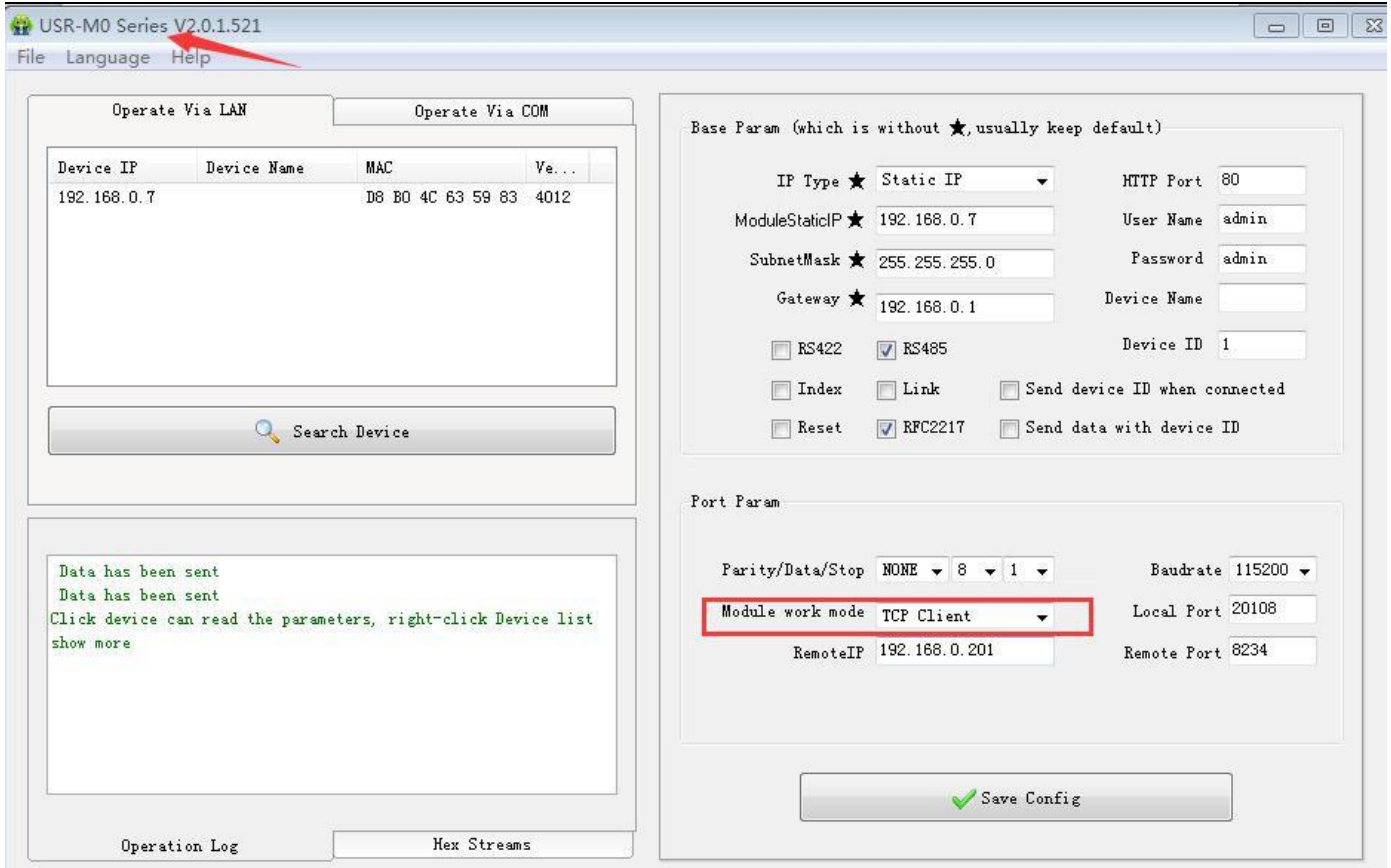 USR-M0 Series V2.0.1.521
File Language Help
Operate Via LAN Operate Via COM
Device IP Device Name MAC Ve...
192.168.0.7 D8 B0 4C 63 59 83 4012
Search Device
Data has been sent
Data has been sent
Click device can read the parameters, right-click Device list
show more
Operation Log Hex Streams
Base Param (which is without ★,usually keep default)
IP Type ★ Static IP HTTP Port 80
ModuleStaticIP ★ 192.168.0.7 User Name admin
SubnetMask ★ 255.255.255.0 Password admin
Gateway ★ 192.168.0.1 Device Name
RS422 RS485 Device ID 1
Index Link Send device ID when connected
Reset RFC2217 Send data with device ID
Port Param
Parity/Data/Stop NONE 8 1 Baudrate 115200
Module work mode TCP Client Local Port 20108
RemoteIP 192.168.0.201 Remote Port 8234
Save Config